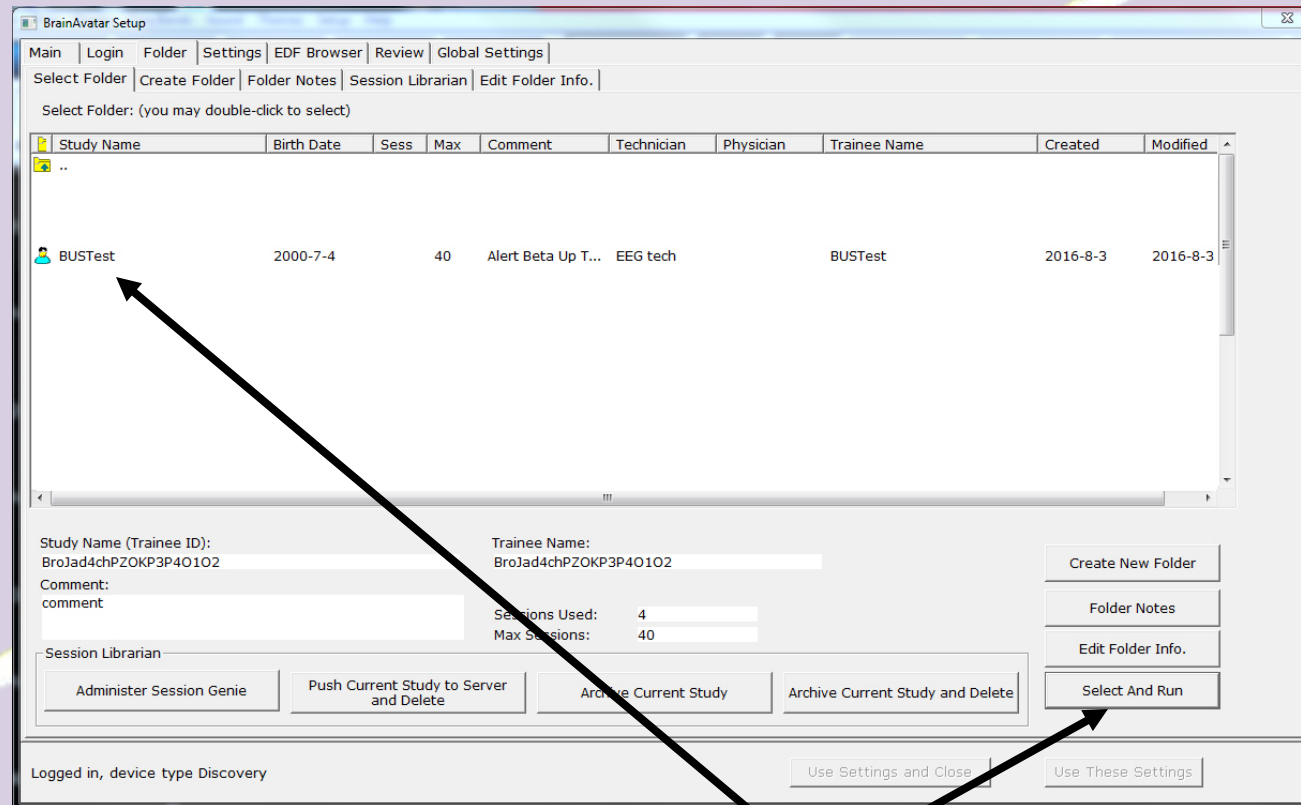 BrainAvatar Setup
Main Login Folder Settings EDF Browser Review Global Settings
Select Folder Create Folder Folder Notes Session Librarian Edit Folder Info.
Select Folder: (you may double-click to select)
Study Name Birth Date Sess Max Comment Technician Physician Trainee Name Created Modified
..
BUSTest 2000-7-4 40 Alert Beta Up T... EEG tech BUSTest 2016-8-3 2016-8-3
Study Name (Trainee ID): Trainee Name:
BroJad4chPZOKP3P4O1O2 BroJad4chPZOKP3P4O1O2
Create New Folder
Comment:
comment
Folder Notes
Sessions Used: 4
Max Sessions: 40
Edit Folder Info.
Session Librarian
Administer Session Genie Push Current Study to Server and Delete Archive Current Study Archive Current Study and Delete Select And Run
Logged in, device type Discovery Use Settings and Close Use These Settings